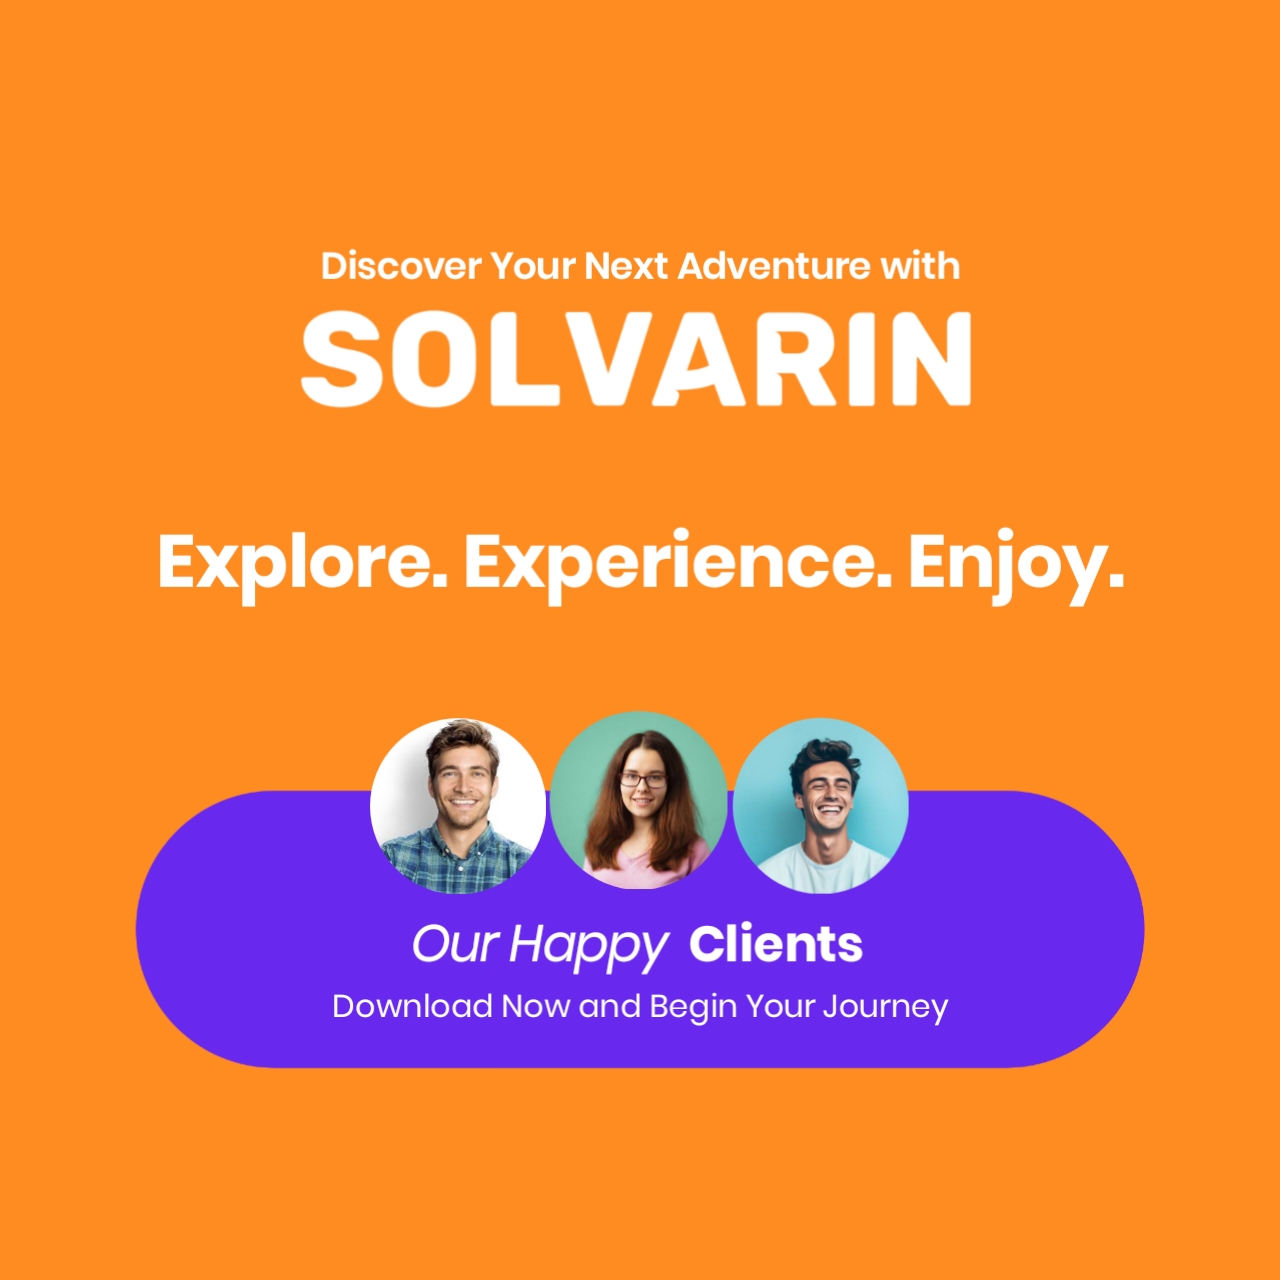 Discover Your Next Adventure with
SOLVARIN
Explore. Experience. Enjoy.
Our Happy Clients
Download Now and Begin Your Journey